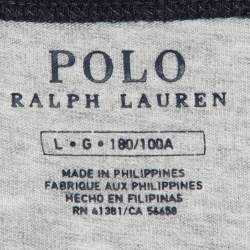 POLO
RALPH LAUREN
L • G • 180/100A
MADE IN PHILIPPINES
FABRIQUE AUX PHILIPPINES
HECHO EN FILIPINAS
RN 41381/CA 56658